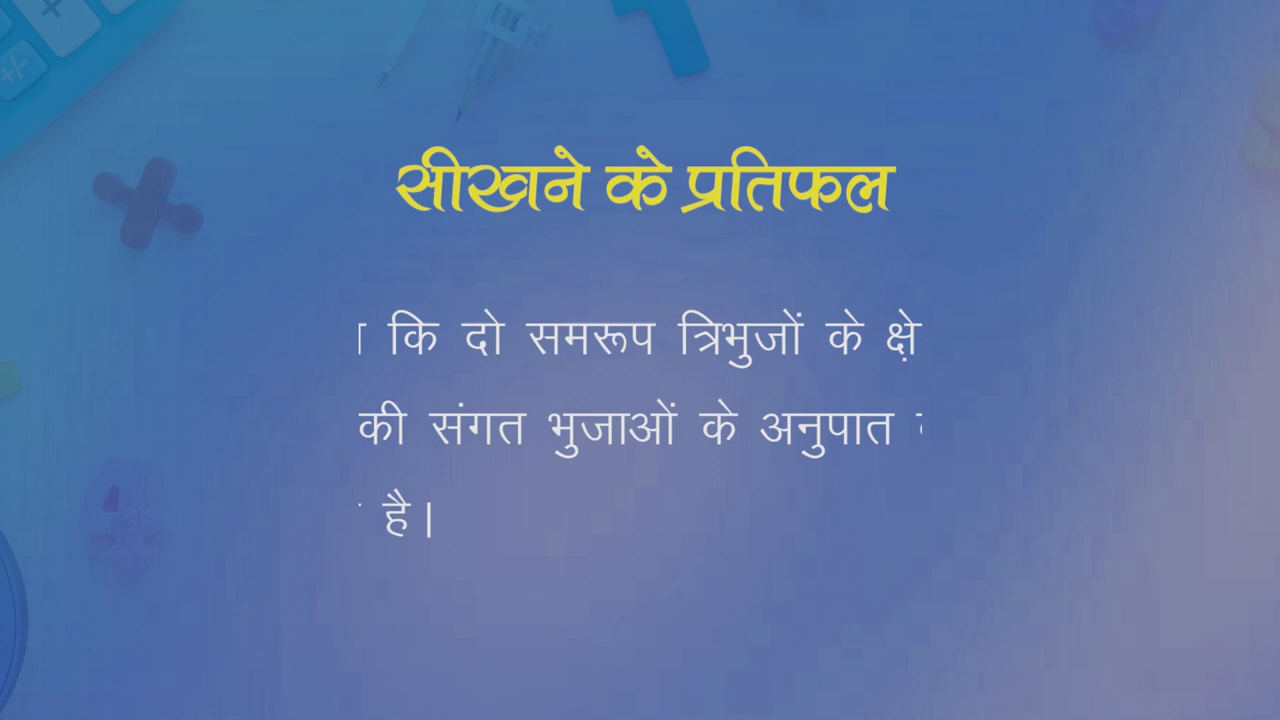 सीखने के प्रतिफल
कि दो समरूप त्रिभुजों के
की संगत भुजाओं के अनुपात
है।